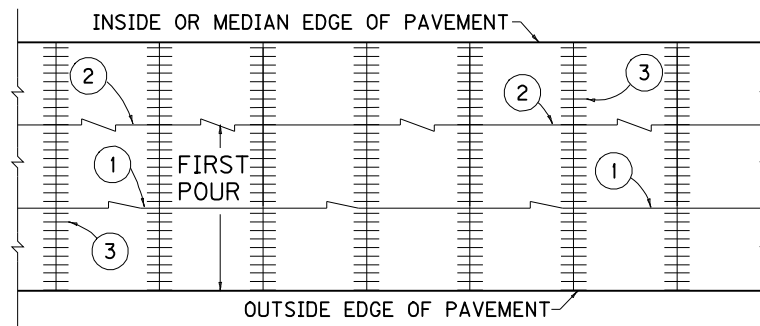 INSIDE OR MEDIAN EDGE OF PAVEMENT
2
3
2
1
FIRST
POUR
1
3
OUTSIDE EDGE OF PAVEMENT